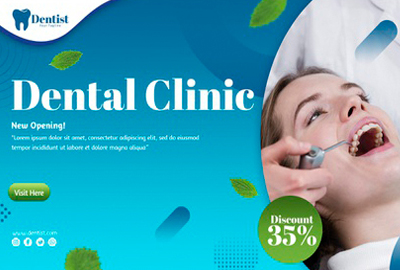 Dentist
Dental Clinic
New Opening!
"Lorem ipsum dolor sit amet, consectetur adipiscing elit, sed do eiusmod
tempor incididunt ut labore et dolore magna aliqua"
Visit Here
www.dentist.com
Discount
35%